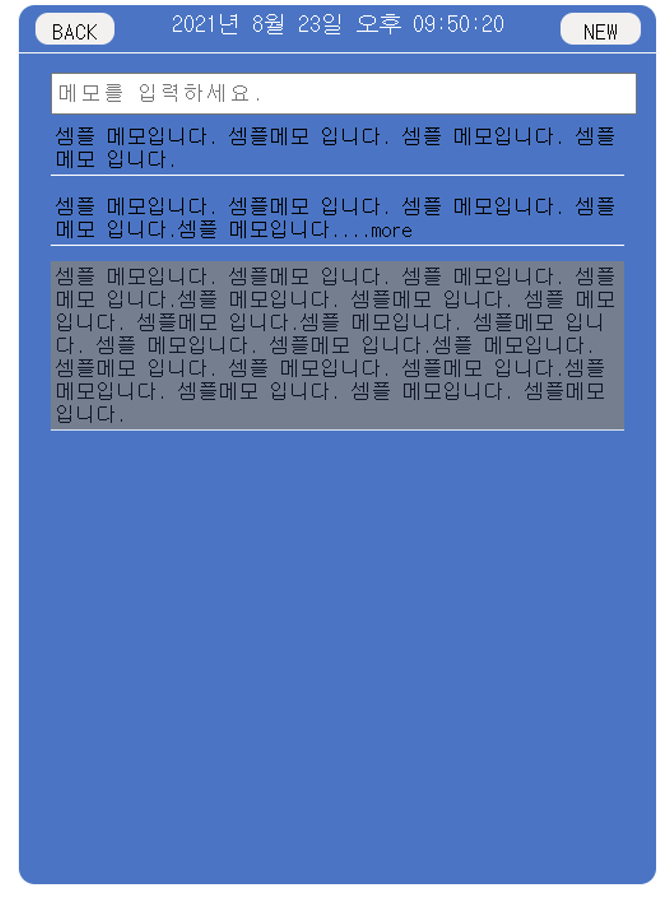 BACK 2021년 8월 23일 오후 09:50:20 NEW
메모를 입력하세요.
셈플 메모입니다. 셈플메모 입니다. 셈플 메모입니다. 셈플
메모 입니다.
셈플 메모입니다. 셈플메모 입니다. 셈플 메모입니다. 셈플
메모 입니다.셈플 메모입니다....more
셈플 메모입니다. 셈플메모 입니다. 셈플 메모입니다. 셈플
메모 입니다.셈플 메모입니다. 셈플메모 입니다. 셈플 메모
입니다. 셈플메모 입니다.셈플 메모입니다. 셈플메모 입니
다. 셈플 메모입니다. 셈플메모 입니다.셈플 메모입니다.
셈플메모 입니다. 셈플 메모입니다. 셈플메모 입니다.셈플
메모입니다. 셈플메모 입니다. 셈플 메모입니다. 셈플메모
입니다.